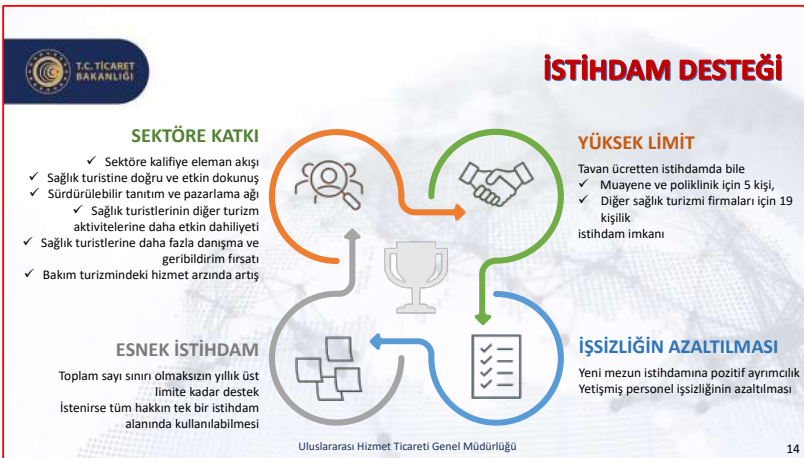 T.C. TİCARET
BAKANLIĞI
İSTİHDAM DESTEĞİ
SEKTÖRE KATKI
✓ Sektöre kalifiye eleman akışı
✓ Sağlık turistine doğru ve etkin dokunuş
✓ Sürdürülebilir tanıtım ve pazarlama ağı
✓ Sağlık turistlerinin diğer turizm
aktivitelerine daha etkin dahiliyeti
✓ Sağlık turistlerine daha fazla danışma ve
geribildirim fırsatı
✓ Bakım turizmindeki hizmet arzında artış
YÜKSEK LİMİT
Tavan ücretten istihdamda bile
✓ Muayene ve poliklinik için 5 kişi,
✓ Diğer sağlık turizmi firmaları için 19
kişilik
istihdam imkanı
ESNEK İSTİHDAM
Toplam sayı sınırı olmaksızın yıllık üst
limite kadar destek
İstenirse tüm hakkın tek bir istihdam
alanında kullanılabilmesi
İŞSİZLİĞİN AZALTILMASI
Yeni mezun istihdamına pozitif ayrımcılık
Yetişmiş personel işsizliğinin azaltılması
Uluslararası Hizmet Ticareti Genel Müdürlüğü
14